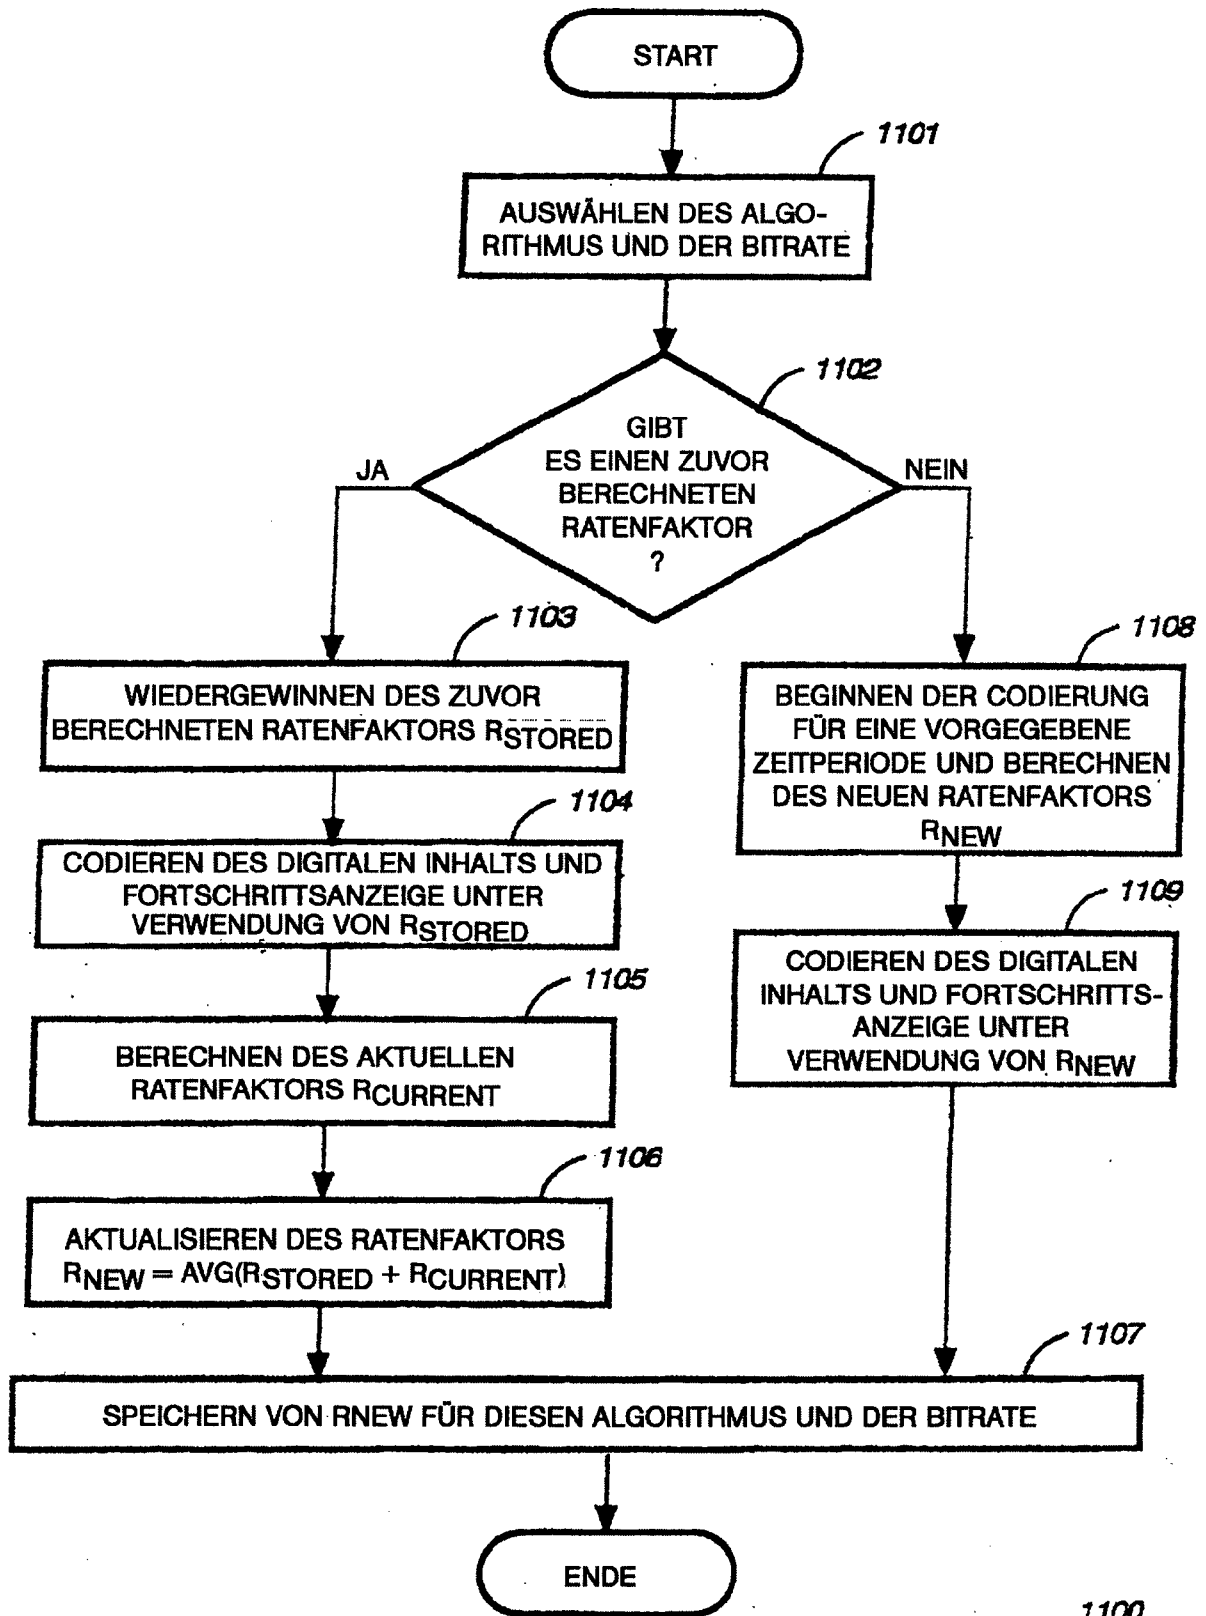 START
1101
AUSWÄHLEN DES ALGO-
RITHMUS UND DER BITRATE
1102
GIBT
ES EINEN ZUVOR
BERECHNETEN
RATENFAKTOR
?
JA
NEIN
1103
WIEDERGEWINNEN DES ZUVOR
BERECHNETEN RATENFAKTORS RSTORED
1104
CODIEREN DES DIGITALEN INHALTS UND
FORTSCHRITTSANZEIGE UNTER
VERWENDUNG VON RSTORED
1105
BERECHNEN DES AKTUELLEN
RATENFAKTORS RCURRENT
1106
AKTUALISIEREN DES RATENFAKTORS
RNEW = AVG(RSTORED + RCURRENT)
1108
BEGINNEN DER CODIERUNG
FÜR EINE VORGEGEBENE
ZEITPERIODE UND BERECHNEN
DES NEUEN RATENFAKTORS
RNEW
1109
CODIEREN DES DIGITALEN
INHALTS UND FORTSCHRITTS-
ANZEIGE UNTER
VERWENDUNG VON RNEW
1107
SPEICHERN VON RNEW FÜR DIESEN ALGORITHMUS UND DER BITRATE
ENDE
1100